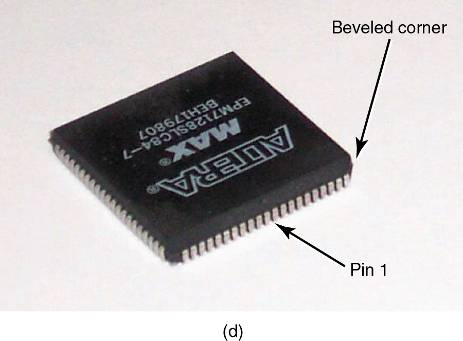 Beveled corner
EPM7128SLC84-7
BEH179807
MAX®
ALTERA®
Pin 1
(d)